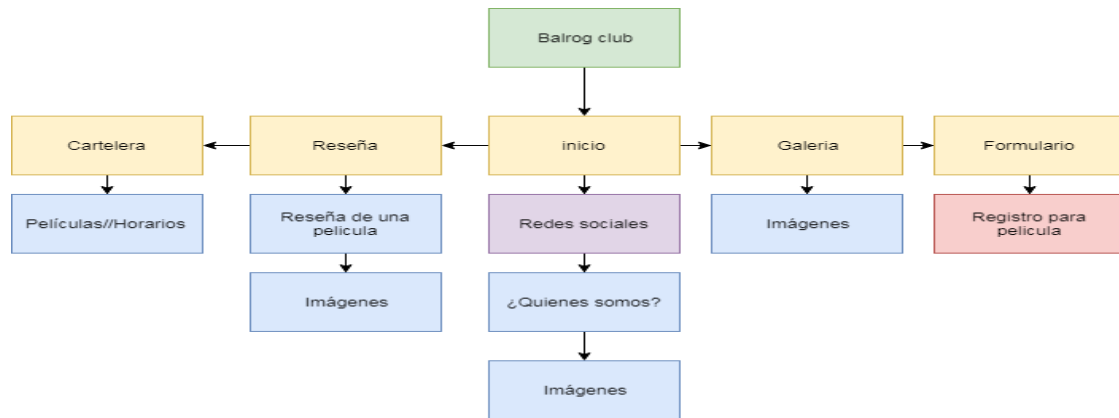 Balrog club
Cartelera
Reseña
inicio
Galeria
Formulario
Películas//Horarios
Reseña de una
pelicula
Redes sociales
Imágenes
Registro para
pelicula
Imágenes
¿Quienes somos?
Imágenes